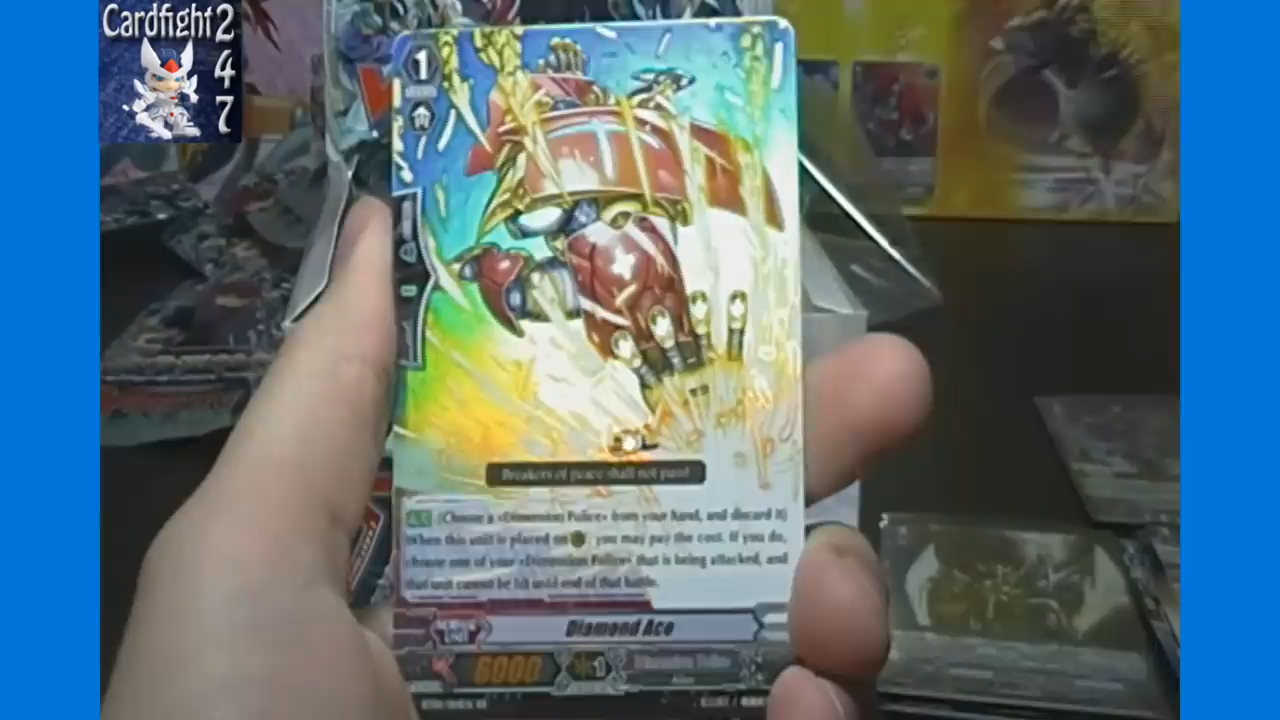 Cardfight 2
4
7
1
Breakers of peace shall not pass!
[Choose a «Dimension Police» from your hand, and discard it]
When this unit is placed on , you may pay the cost. If you do,
choose one of your «Dimension Police» that is being attacked, and
that unit cannot be hit until end of that battle.
Diamond Ace
6000 1 Dimension Police